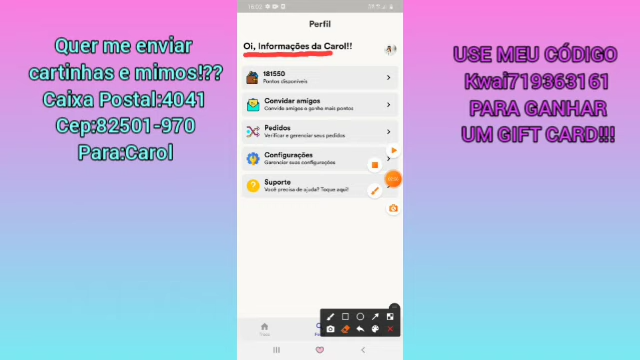 Quer me enviar
cartinhas e mimos!??
Caixa Postal:4041
Cep:82501-970
Para:Carol
Perfil
Oi, Informações da Carol!!
181550
Pontos disponíveis
Convidar amigos
Convide amigos e ganhe mais pontos
Pedidos
Verificar e gerenciar seus pedidos
Configurações
Gerenciar suas configurações
Suporte
Você precisa de ajuda? Toque aqui!
USE MEU CÓDIGO
Kwai719363161
PARA GANHAR
UM GIFT CARD!!!